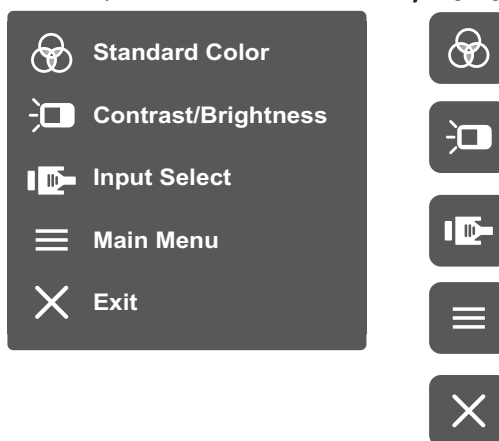 Standard Color
Contrast/Brightness
Input Select
Main Menu
Exit